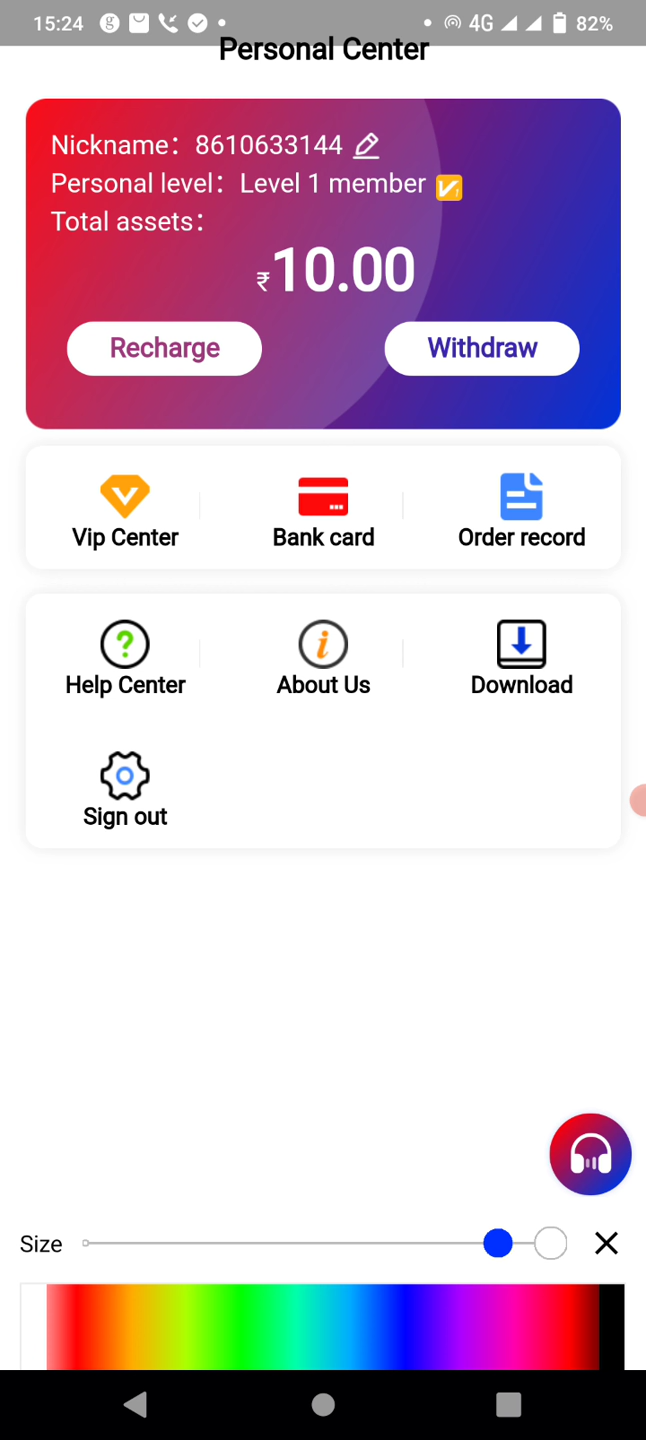 15:24 4G 82%
Personal Center
Nickname： 8610633144
Personal level： Level 1 member
Total assets：
₹10.00
Recharge Withdraw
Vip Center Bank card Order record
Help Center About Us Download
Sign out
Size